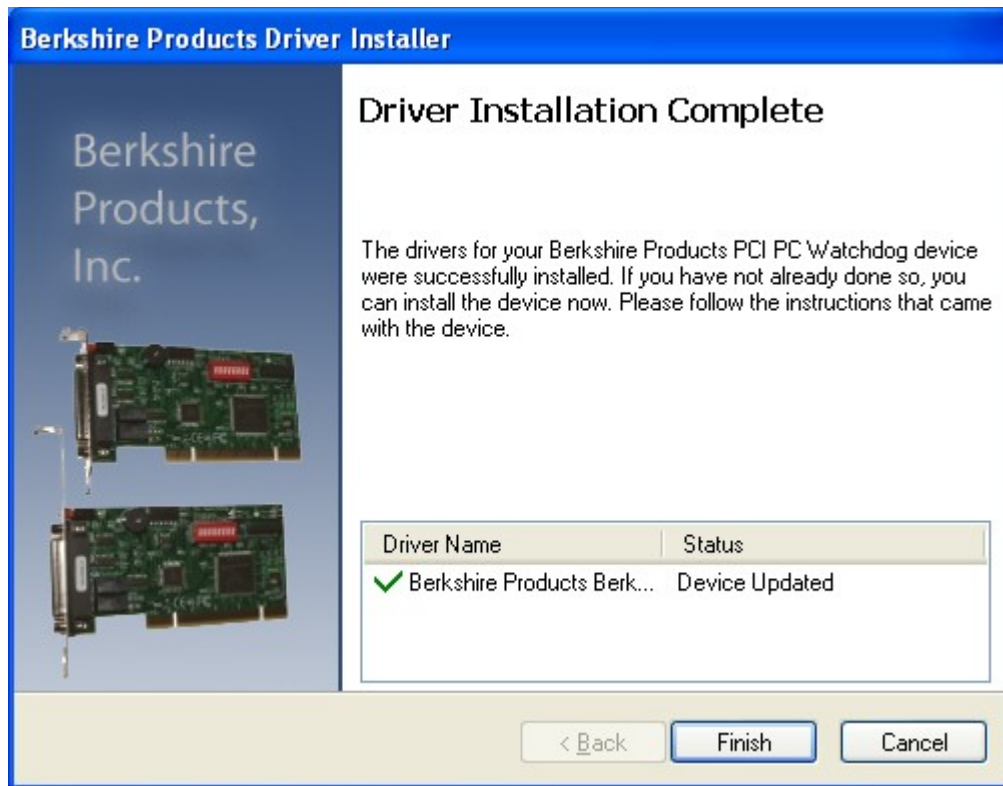 Berkshire Products Driver Installer
Berkshire
Products,
Inc.
Driver Installation Complete
The drivers for your Berkshire Products PCI PC Watchdog device
were successfully installed. If you have not already done so, you
can install the device now. Please follow the instructions that came
with the device.
Driver Name Status
Berkshire Products Berk... Device Updated
< Back Finish Cancel